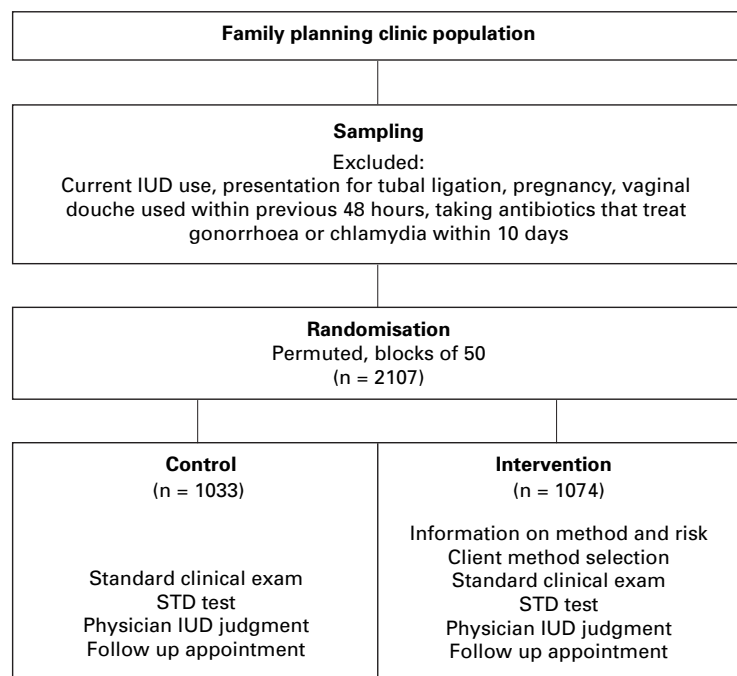 Family planning clinic population
Sampling
Excluded:
Current IUD use, presentation for tubal ligation, pregnancy, vaginal
douche used within previous 48 hours, taking antibiotics that treat
gonorrhoea or chlamydia within 10 days
Randomisation
Permuted, blocks of 50
(n = 2107)
Control
(n = 1033)
Standard clinical exam
STD test
Physician IUD judgment
Follow up appointment
Intervention
(n = 1074)
Information on method and risk
Client method selection
Standard clinical exam
STD test
Physician IUD judgment
Follow up appointment